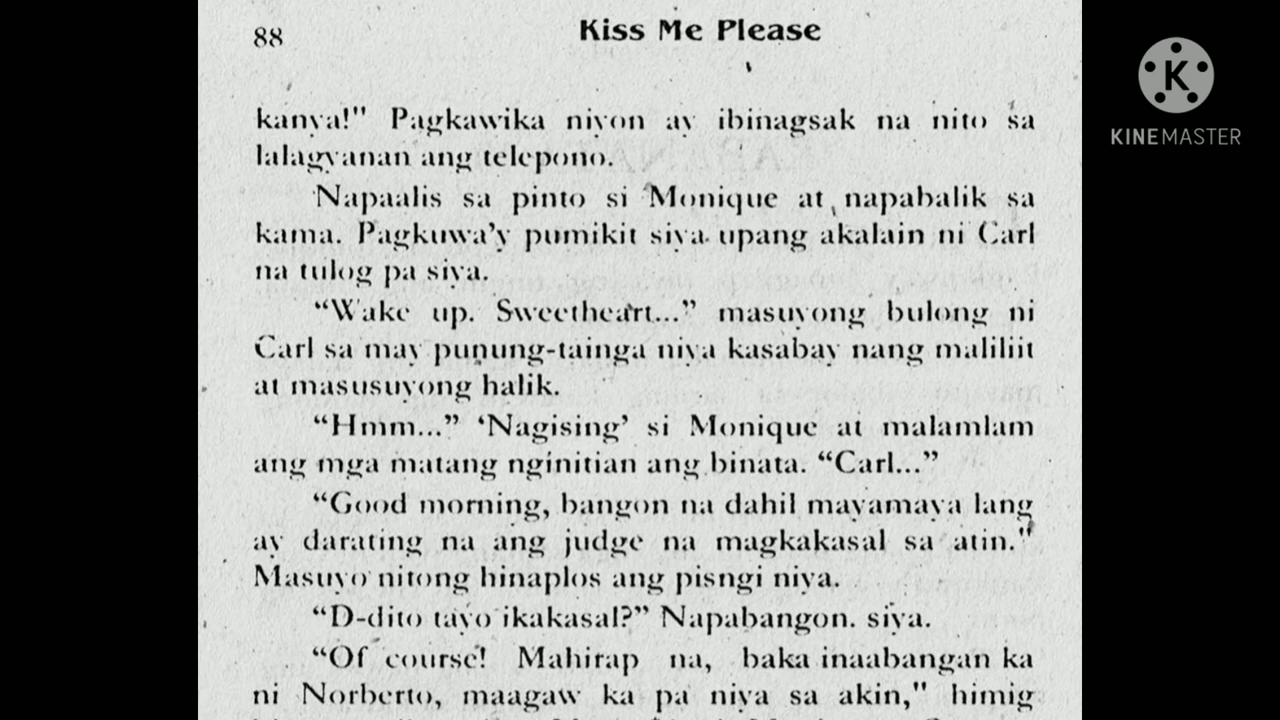 88
Kiss Me Please
kanya!" Pagkawika niyon ay ibinagsak na nito sa
lalagyanan ang telepono.
Napaalis sa pinto si Monique at napabalik sa
kama. Pagkuwa'y pumikit siya upang akalain ni Carl
na tulog pa siya.
“Wake up. Sweetheart...” masuyong bulong ni
Carl sa may punung-tainga niya kasabay nang maliliit
at masusuyong halik.
“Hmm...” ‘Nagising’ si Monique at malamlam
ang mga matang nginitian ang binata. “Carl...”
“Good morning, bangon na dahil mayamaya lang
ay darating na ang judge na magkakasal sa atin."
Masuyo nitong hinaplos ang pisngi niya.
“D-dito tayo ikakasal?” Napabangon. siya.
“Of course! Mahirap na, baka inaabangan ka
ni Norberto, maagaw ka pa niya sa akin," himig
K
KINEMASTER